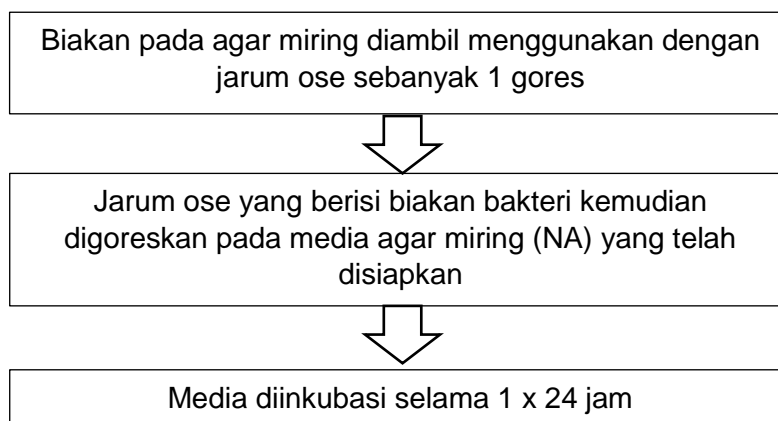 Biakan pada agar miring diambil menggunakan dengan
jarum ose sebanyak 1 gores
Jarum ose yang berisi biakan bakteri kemudian
digoreskan pada media agar miring (NA) yang telah
disiapkan
Media diinkubasi selama 1 x 24 jam